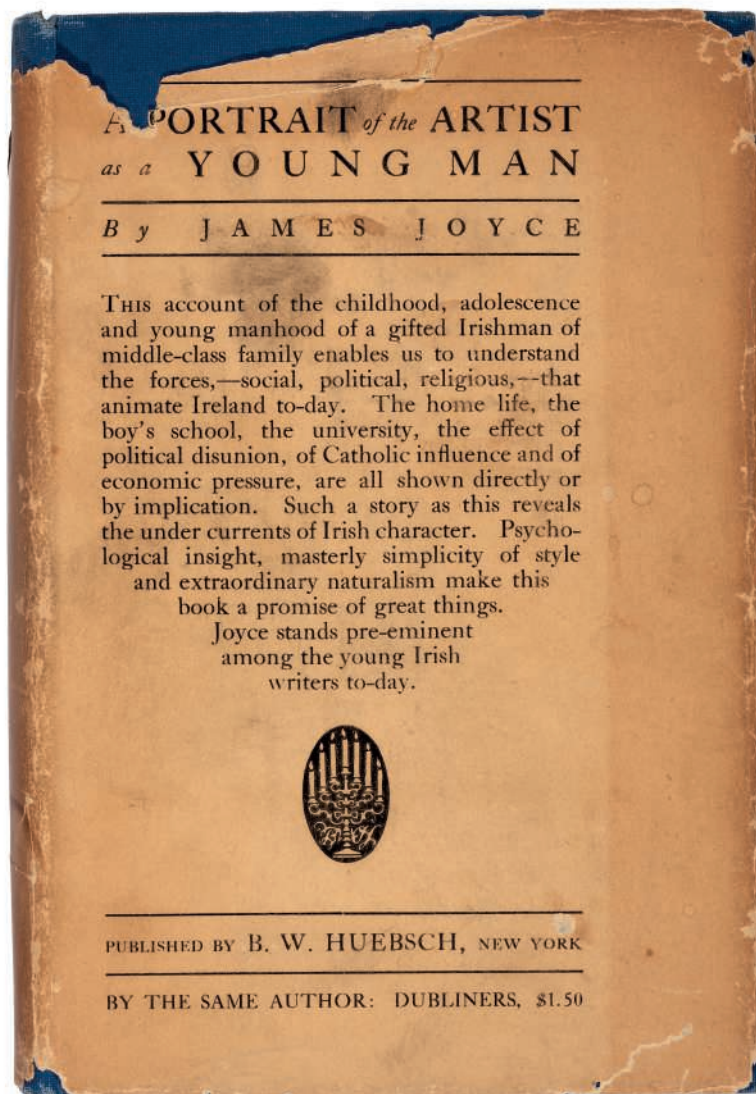 A PORTRAIT of the ARTIST
as a YOUNG MAN
By JAMES JOYCE
THIS account of the childhood, adolescence
and young manhood of a gifted Irishman of
middle-class family enables us to understand
the forces,—social, political, religious,—that
animate Ireland to-day. The home life, the
boy's school, the university, the effect of
political disunion, of Catholic influence and of
economic pressure, are all shown directly or
by implication. Such a story as this reveals
the under currents of Irish character. Psycho-
logical insight, masterly simplicity of style
and extraordinary naturalism make this
book a promise of great things.
Joyce stands pre-eminent
among the young Irish
writers to-day.
PUBLISHED BY B. W. HUEBSCH, NEW YORK
BY THE SAME AUTHOR: DUBLINERS, $1.50